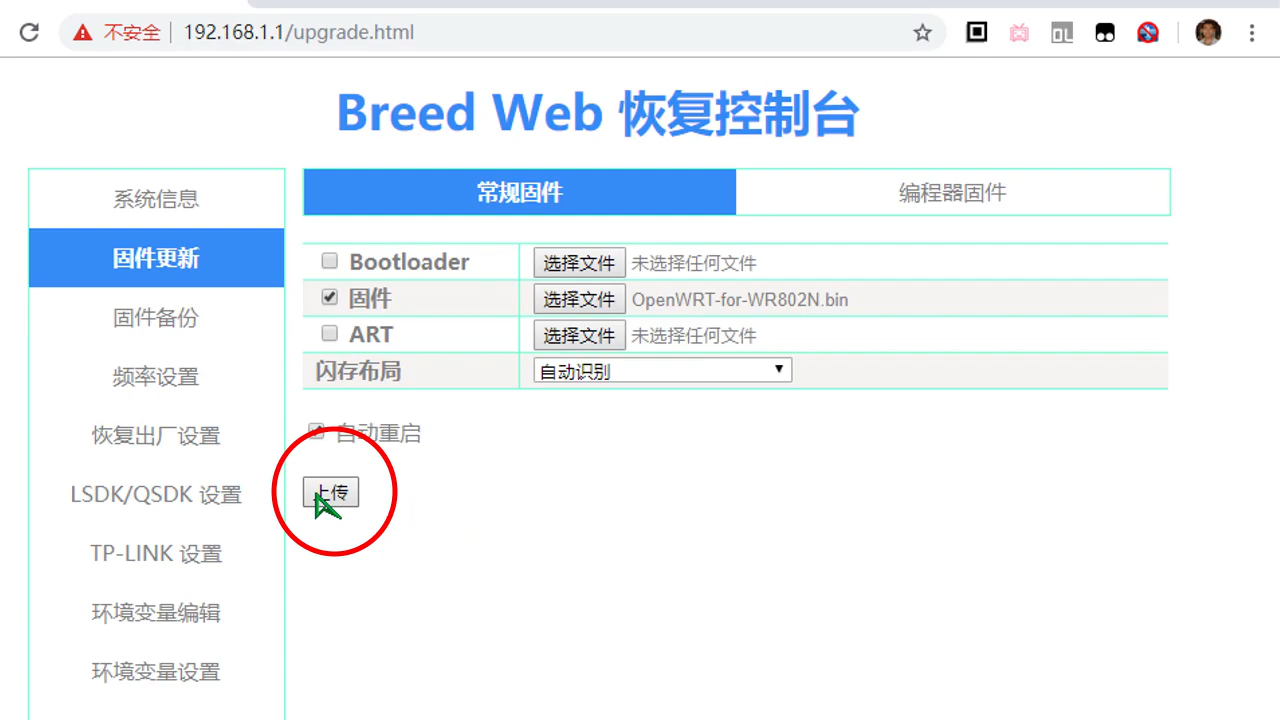 不安全 192.168.1.1/upgrade.html
Breed Web 恢复控制台
系统信息
固件更新
固件备份
频率设置
恢复出厂设置
LSDK/QSDK 设置
TP-LINK 设置
环境变量编辑
环境变量设置
常规固件 编程器固件
Bootloader 选择文件 未选择任何文件
固件 选择文件 OpenWRT-for-WR802N.bin
ART 选择文件 未选择任何文件
闪存布局 自动识别
自动重启
上传